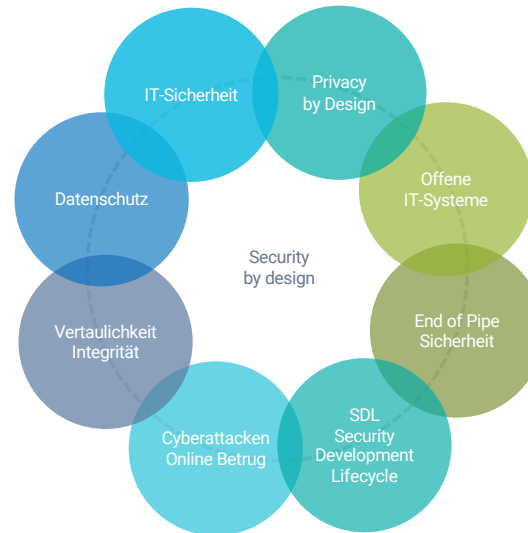 IT-Sicherheit
Privacy
by Design
Offene
IT-Systeme
End of Pipe
Sicherheit
SDL
Security
Development
Lifecycle
Cyberattacken
Online Betrug
Vertaulichkeit
Integrität
Datenschutz
Security
by design